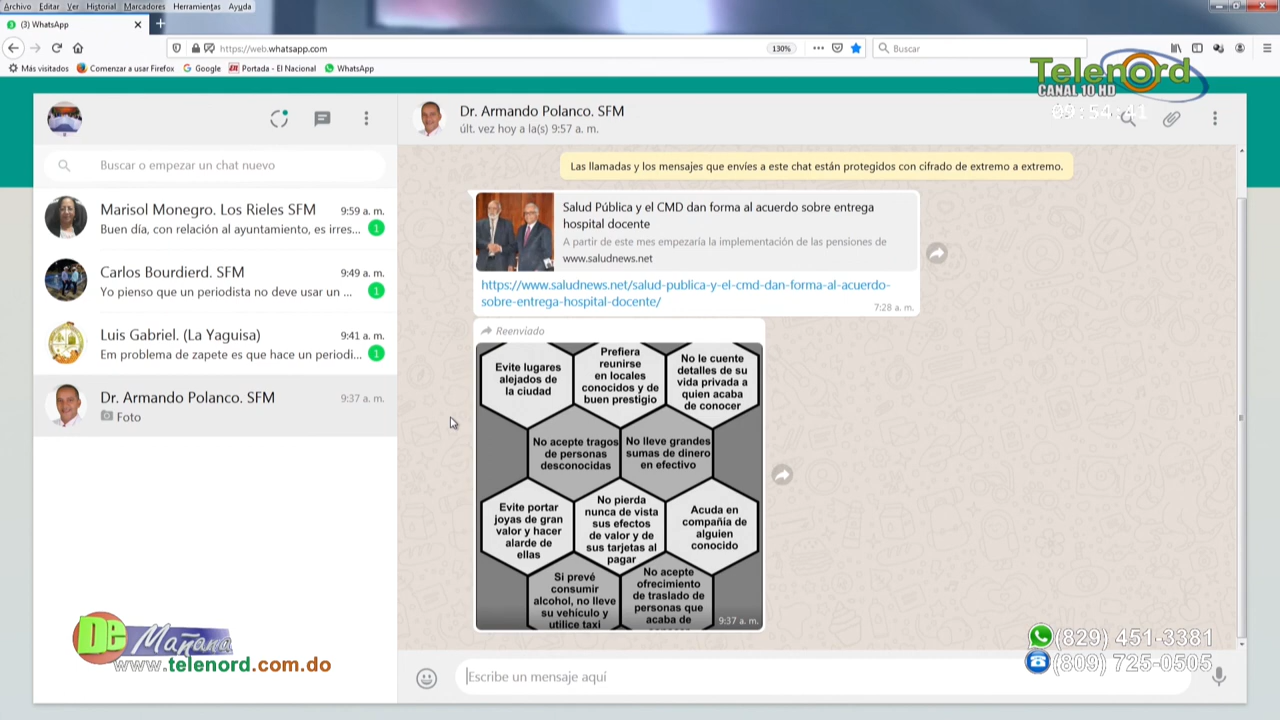 Archivo Editar Ver Historial Marcadores Herramientas Ayuda
(3) WhatsApp
https://web.whatsapp.com
130%
Buscar
Más visitados Comenzar a usar Firefox Google Portada - El Nacional WhatsApp
Telenord
CANAL 10 HD
09:54:41
Dr. Armando Polanco. SFM
últ. vez hoy a la(s) 9:57 a. m.
Buscar o empezar un chat nuevo
Marisol Monegro. Los Rieles SFM 9:59 a. m.
Buen día, con relación al ayuntamiento, es irres... 1
Carlos Bourdierd. SFM 9:49 a. m.
Yo pienso que un periodista no deve usar un ... 1
Luis Gabriel. (La Yaguisa) 9:41 a. m.
Em problema de zapete es que hace un periodi... 1
Dr. Armando Polanco. SFM 9:37 a. m.
Foto
Las llamadas y los mensajes que envíes a este chat están protegidos con cifrado de extremo a extremo.
Salud Pública y el CMD dan forma al acuerdo sobre entrega
hospital docente
A partir de este mes empezaría la implementación de las pensiones de
www.saludnews.net
https://www.saludnews.net/salud-publica-y-el-cmd-dan-forma-al-acuerdo-
sobre-entrega-hospital-docente/
7:28 a. m.
Reenviado
Evite lugares
alejados de
la ciudad
Prefiera
reunirse
en locales
conocidos y de
buen prestigio
No le cuente
detalles de su
vida privada a
quien acaba
de conocer
No acepte tragos
de personas
desconocidas
No lleve grandes
sumas de dinero
en efectivo
Evite portar
joyas de gran
valor y hacer
alarde de
ellas
No pierda
nunca de vista
sus efectos
de valor y de
sus tarjetas al
pagar
Acuda en
compañia de
alguien
conocido
Si prevé
consumir
alcohol, no lleve
su vehículo y
utilice taxi
No acepte
ofrecimiento
de traslado de
personas que
acaba de
9:37 a. m.
Escribe un mensaje aquí
De Mañana
www.telenord.com.do
(829) 451-3381
(809) 725-0505